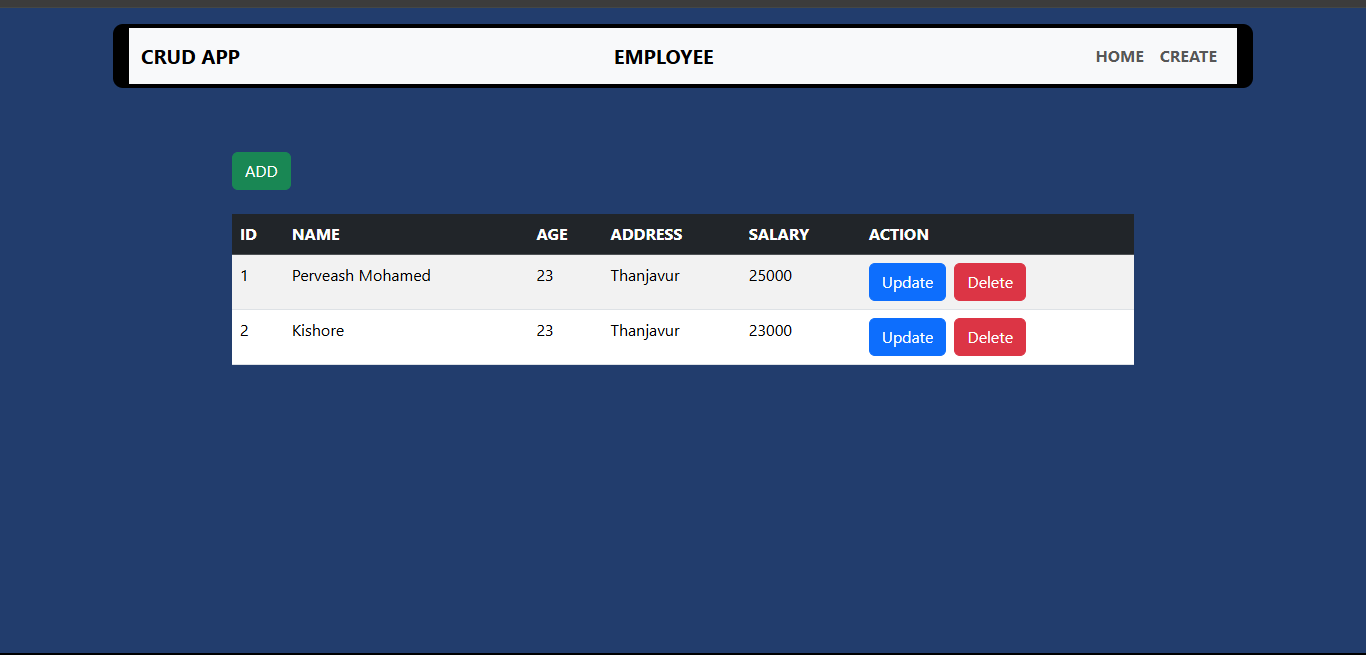 CRUD APP EMPLOYEE HOME CREATE
ADD
ID NAME AGE ADDRESS SALARY ACTION
1 Perveash Mohamed 23 Thanjavur 25000 Update Delete
2 Kishore 23 Thanjavur 23000 Update Delete